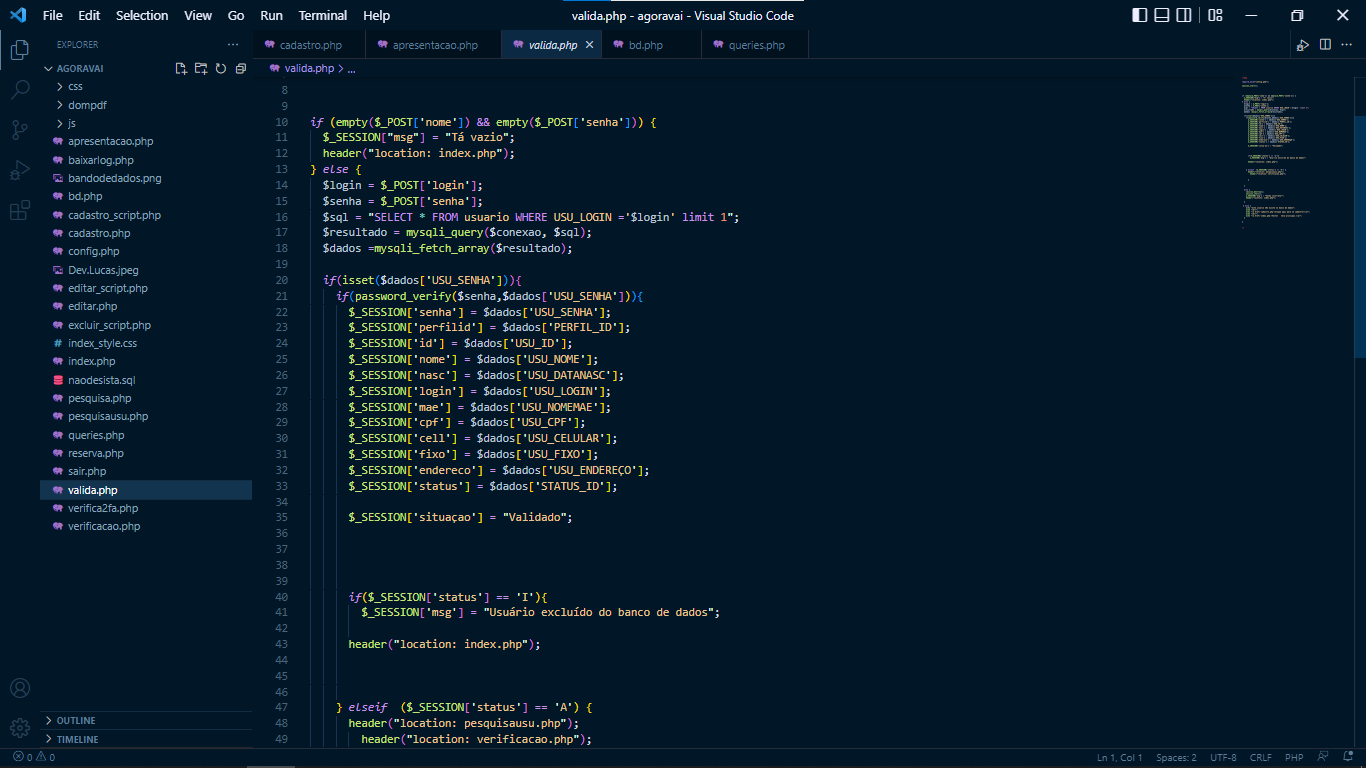 File Edit Selection View Go Run Terminal Help
valida.php - agoravai - Visual Studio Code
EXPLORER
AGORAVAI
css
dompdf
js
apresentacao.php
baixarlog.php
bandodedados.png
bd.php
cadastro_script.php
cadastro.php
config.php
Dev.Lucas.jpeg
editar_script.php
editar.php
excluir_script.php
index_style.css
index.php
naodesista.sql
pesquisa.php
pesquisausu.php
queries.php
reserva.php
sair.php
valida.php
verifica2fa.php
verificacao.php
OUTLINE
TIMELINE
cadastro.php apresentacao.php valida.php bd.php queries.php
valida.php > ...
8
9
10 if (empty($_POST['nome']) && empty($_POST['senha'])) {
11 $_SESSION["msg"] = "Tá vazio";
12 header("location: index.php");
13 } else {
14 $login = $_POST['login'];
15 $senha = $_POST['senha'];
16 $sql = "SELECT * FROM usuario WHERE USU_LOGIN ='$login' limit 1";
17 $resultado = mysqli_query($conexao, $sql);
18 $dados =mysqli_fetch_array($resultado);
19
20 if(isset($dados['USU_SENHA'])){
21 if(password_verify($senha,$dados['USU_SENHA'])){
22 $_SESSION['senha'] = $dados['USU_SENHA'];
23 $_SESSION['perfilid'] = $dados['PERFIL_ID'];
24 $_SESSION['id'] = $dados['USU_ID'];
25 $_SESSION['nome'] = $dados['USU_NOME'];
26 $_SESSION['nasc'] = $dados['USU_DATANASC'];
27 $_SESSION['login'] = $dados['USU_LOGIN'];
28 $_SESSION['mae'] = $dados['USU_NOMEMAE'];
29 $_SESSION['cpf'] = $dados['USU_CPF'];
30 $_SESSION['cell'] = $dados['USU_CELULAR'];
31 $_SESSION['fixo'] = $dados['USU_FIXO'];
32 $_SESSION['endereco'] = $dados['USU_ENDEREÇO'];
33 $_SESSION['status'] = $dados['STATUS_ID'];
34
35 $_SESSION['situaçao'] = "Validado";
36
37
38
39
40 if($_SESSION['status'] == 'I'){
41 $_SESSION['msg'] = "Usuário excluído do banco de dados";
42
43 header("location: index.php");
44
45
46
47 } elseif ($_SESSION['status'] == 'A') {
48 header("location: pesquisausu.php");
49 header("location: verificacao.php");
0 0 Ln 1, Col 1 Spaces: 2 UTF-8 CRLF PHP